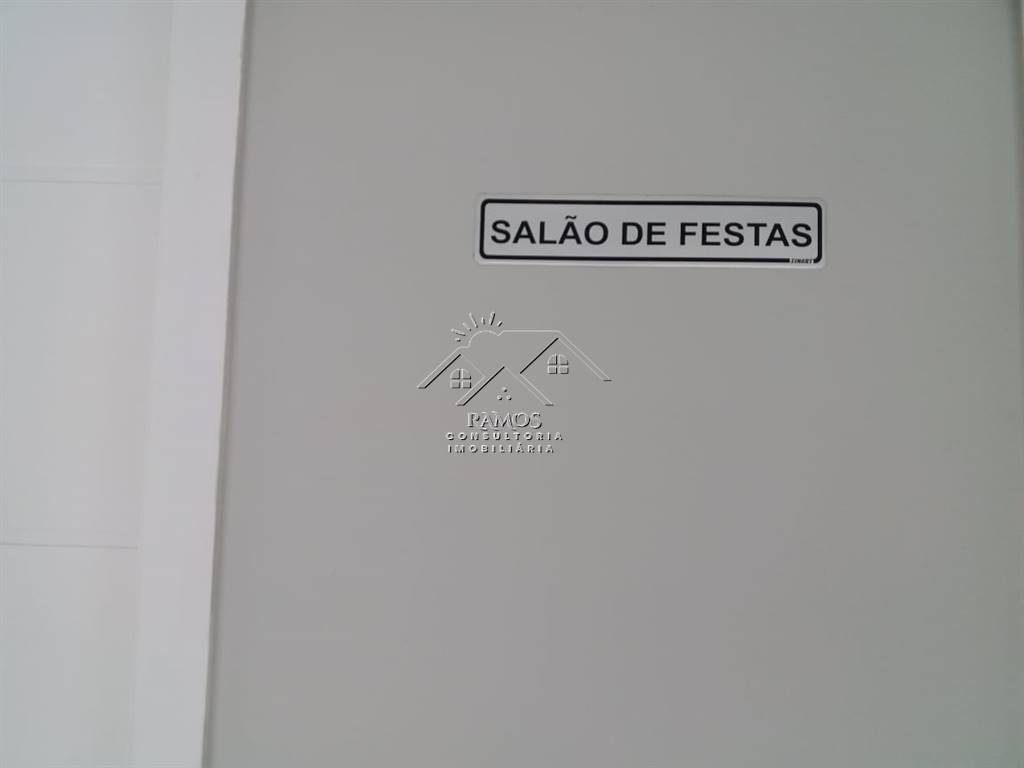 SALÃO DE FESTAS
RAMOS
CONSULTORIA
IMOBILIÁRIA